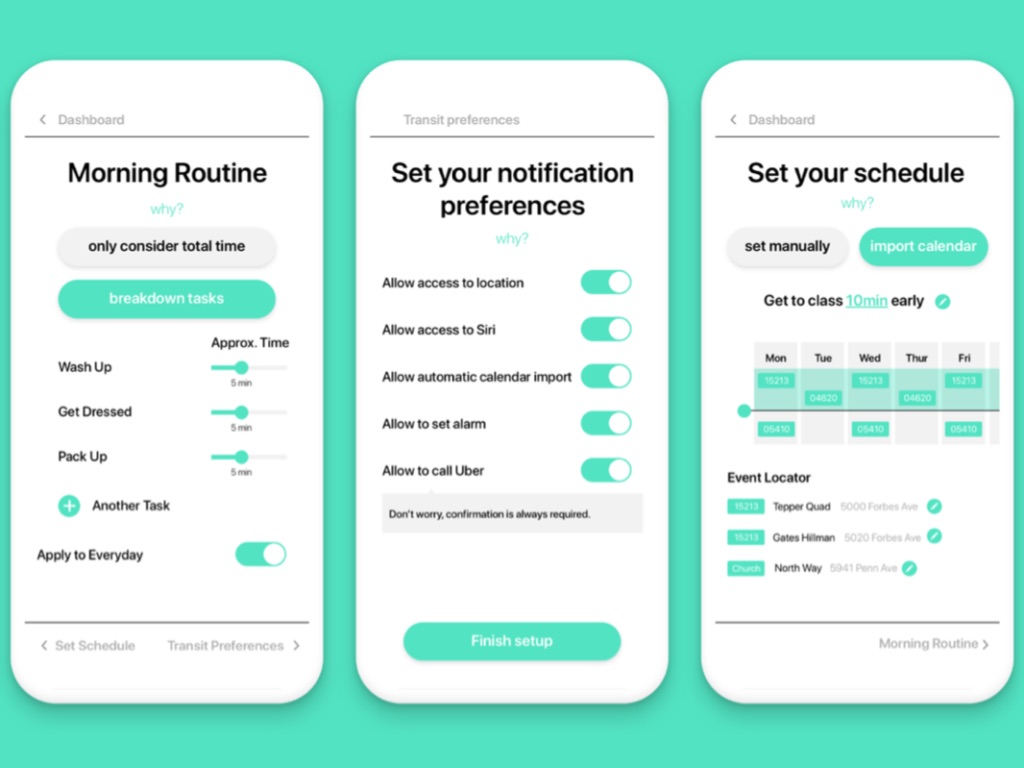 Dashboard
Morning Routine
why?
only consider total time
breakdown tasks
Approx. Time
Wash Up
5 min
Get Dressed
5 min
Pack Up
5 min
Another Task
Apply to Everyday
Set Schedule Transit Preferences
Transit preferences
Set your notification
preferences
why?
Allow access to location
Allow access to Siri
Allow automatic calendar import
Allow to set alarm
Allow to call Uber
Don't worry, confirmation is always required.
Finish setup
Dashboard
Set your schedule
why?
set manually import calendar
Get to class 10min early
Mon Tue Wed Thur Fri
15213 15213 15213
04620 04620
05410 05410 05410
Event Locator
15213 Tepper Quad 5000 Forbes Ave
15213 Gates Hillman 5020 Forbes Ave
Church North Way 5941 Penn Ave
Morning Routine